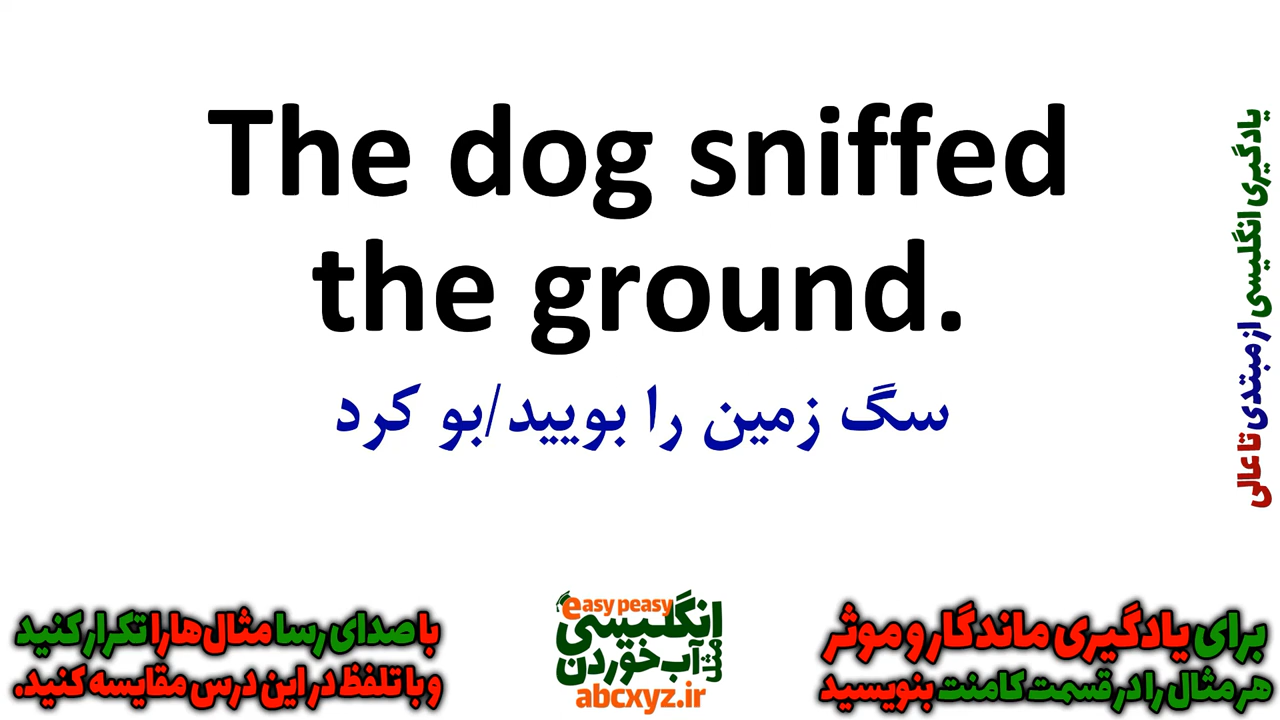 The dog sniffed
the ground.
سگ زمین را بویید/بو کرد
یادگیری انگلیسی از مبتدی تا عالی
برای یادگیری ماندگار و موثر
هر مثال را در قسمت کامنت بنویسید
easy peasy
انگلیسی
مثل آب خوردن
abcxyz.ir
با صدای رسا مثال‌ها را تکرار کنید
و با تلفظ در این درس مقایسه کنید.